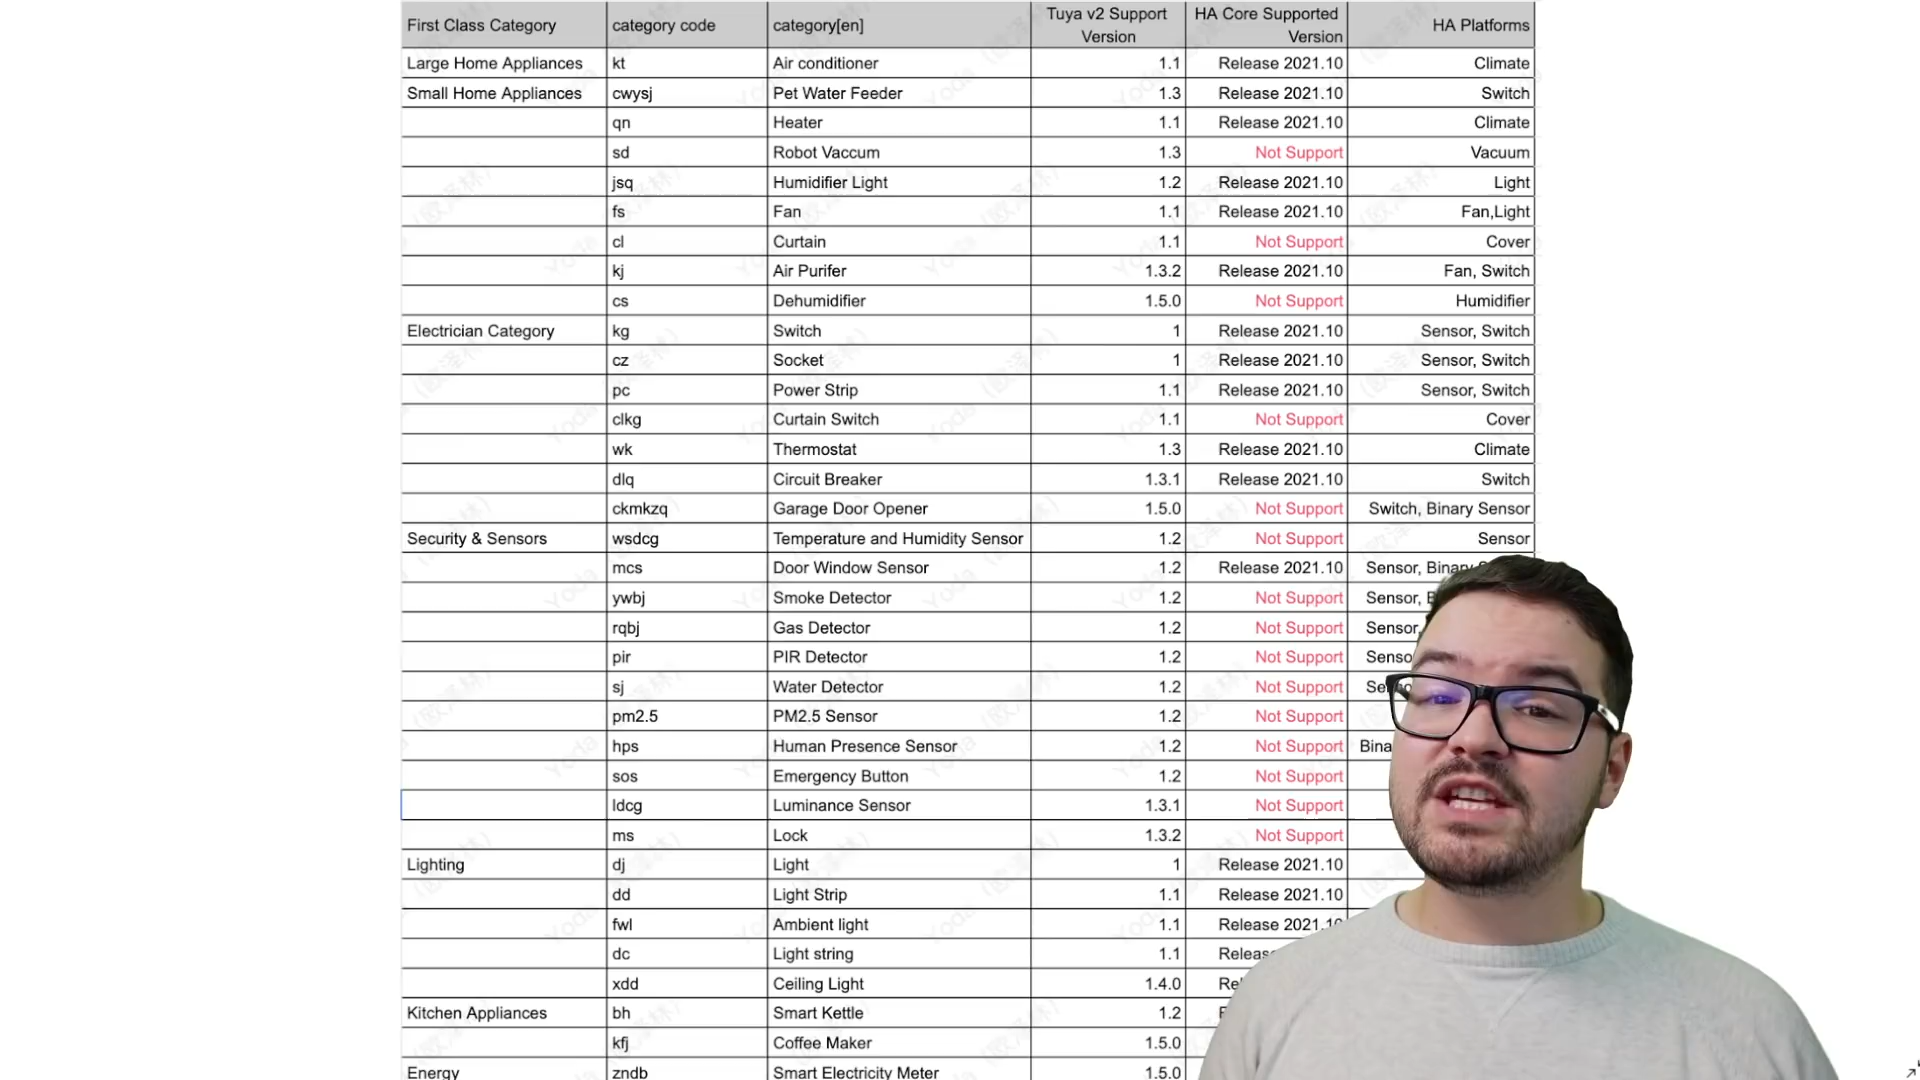 First Class Category category code category[en] Tuya v2 Support Version HA Core Supported Version HA Platforms
Large Home Appliances kt Air conditioner 1.1 Release 2021.10 Climate
Small Home Appliances cwysj Pet Water Feeder 1.3 Release 2021.10 Switch
qn Heater 1.1 Release 2021.10 Climate
sd Robot Vaccum 1.3 Not Support Vacuum
jsq Humidifier Light 1.2 Release 2021.10 Light
fs Fan 1.1 Release 2021.10 Fan,Light
cl Curtain 1.1 Not Support Cover
kj Air Purifer 1.3.2 Release 2021.10 Fan, Switch
cs Dehumidifier 1.5.0 Not Support Humidifier
Electrician Category kg Switch 1 Release 2021.10 Sensor, Switch
cz Socket 1 Release 2021.10 Sensor, Switch
pc Power Strip 1.1 Release 2021.10 Sensor, Switch
clkg Curtain Switch 1.1 Not Support Cover
wk Thermostat 1.3 Release 2021.10 Climate
dlq Circuit Breaker 1.3.1 Release 2021.10 Switch
ckmkzq Garage Door Opener 1.5.0 Not Support Switch, Binary Sensor
Security & Sensors wsdcg Temperature and Humidity Sensor 1.2 Not Support Sensor
mcs Door Window Sensor 1.2 Release 2021.10 Sensor, Binary
ywbj Smoke Detector 1.2 Not Support Sensor,
rqbj Gas Detector 1.2 Not Support Sensor,
pir PIR Detector 1.2 Not Support
sj Water Detector 1.2 Not Support
pm2.5 PM2.5 Sensor 1.2 Not Support
hps Human Presence Sensor 1.2 Not Support
sos Emergency Button 1.2 Not Support
ldcg Luminance Sensor 1.3.1 Not Support
ms Lock 1.3.2 Not Support
Lighting dj Light 1 Release 2021.10
dd Light Strip 1.1 Release 2021.10
fwl Ambient light 1.1 Release 2021.10
dc Light string 1.1
xdd Ceiling Light 1.4.0
Kitchen Appliances bh Smart Kettle 1.2
kfj Coffee Maker 1.5.0
Energy zndb Smart Electricity Meter 1.5.0